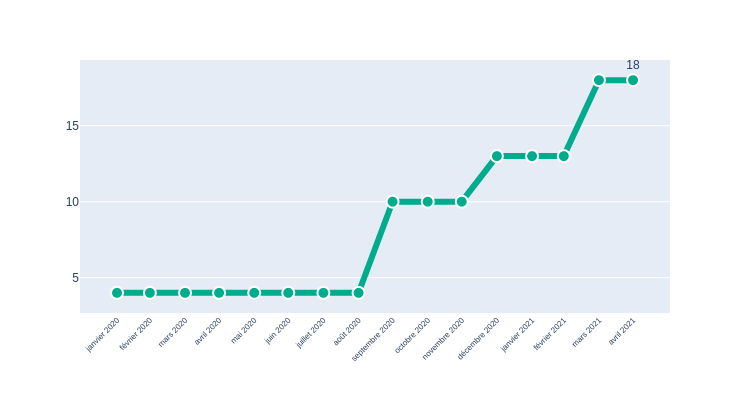 18
15
10
5
janvier 2020
février 2020
mars 2020
avril 2020
mai 2020
juin 2020
juillet 2020
août 2020
septembre 2020
octobre 2020
novembre 2020
décembre 2020
janvier 2021
février 2021
mars 2021
avril 2021